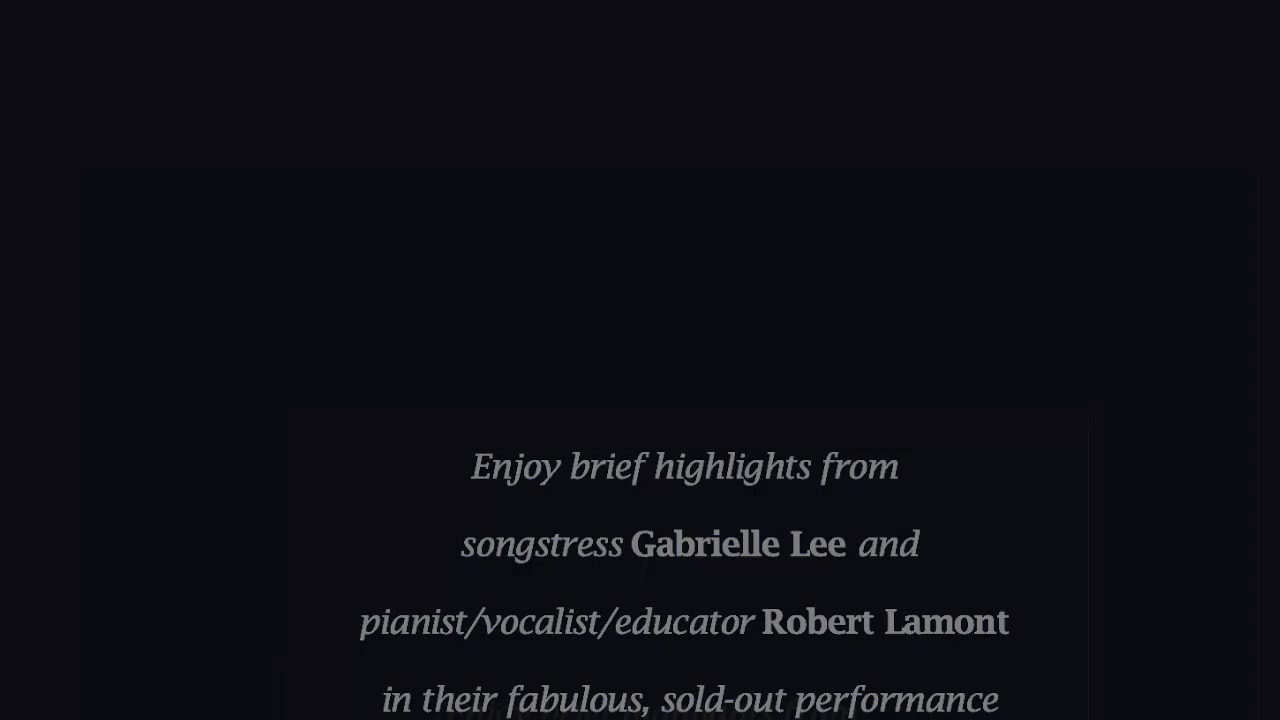 Enjoy brief highlights from
songstress Gabrielle Lee and
pianist/vocalist/educator Robert Lamont
in their fabulous, sold-out performance